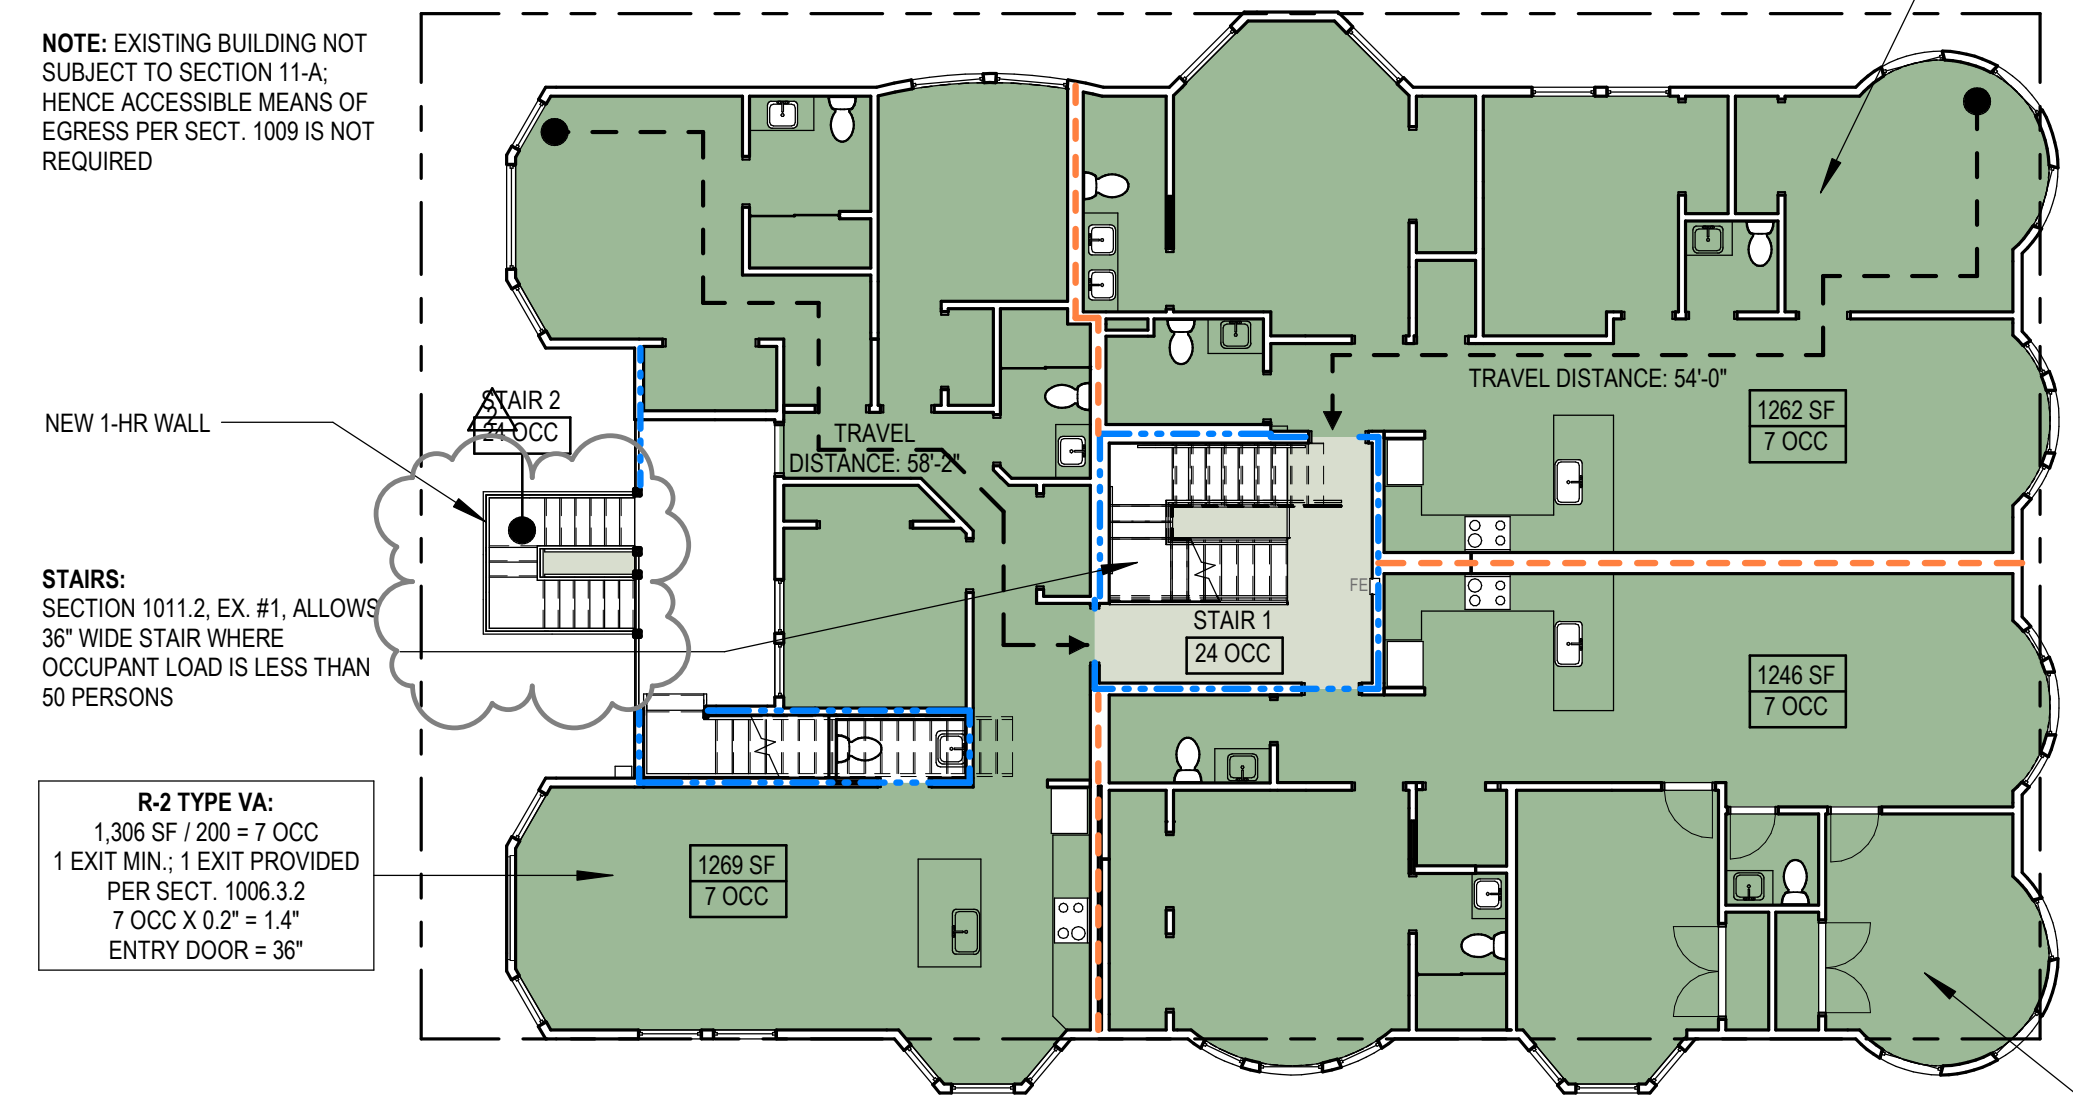 NOTE: EXISTING BUILDING NOT
SUBJECT TO SECTION 11-A;
HENCE ACCESSIBLE MEANS OF
EGRESS PER SECT. 1009 IS NOT
REQUIRED
NEW 1-HR WALL
STAIR 2
24 OCC
2
STAIRS:
SECTION 1011.2, EX. #1, ALLOWS
36" WIDE STAIR WHERE
OCCUPANT LOAD IS LESS THAN
50 PERSONS
R-2 TYPE VA:
1,306 SF / 200 = 7 OCC
1 EXIT MIN.; 1 EXIT PROVIDED
PER SECT. 1006.3.2
7 OCC X 0.2" = 1.4"
ENTRY DOOR = 36"
TRAVEL
DISTANCE: 58'-2"
TRAVEL DISTANCE: 54'-0"
1262 SF
7 OCC
FE
STAIR 1
24 OCC
1246 SF
7 OCC
1269 SF
7 OCC